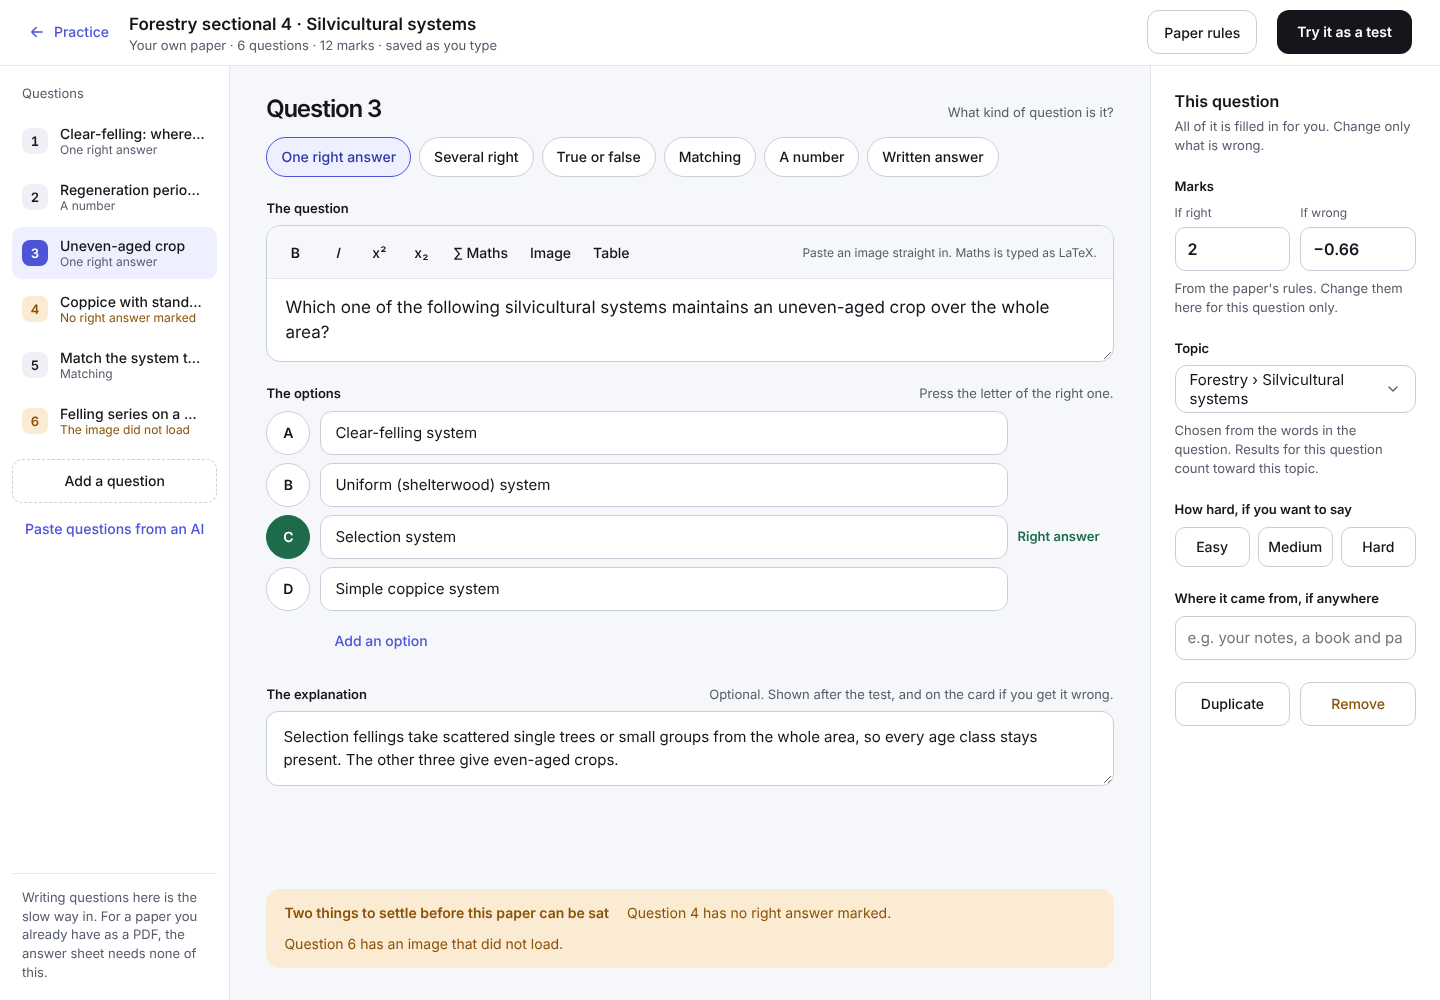 ← Practice
Forestry sectional 4 · Silvicultural systems
Your own paper · 6 questions · 12 marks · saved as you type
Paper rules
Try it as a test
Questions
1
Clear-felling: where...
One right answer
2
Regeneration perio...
A number
3
Uneven-aged crop
One right answer
4
Coppice with stand...
No right answer marked
5
Match the system t...
Matching
6
Felling series on a ...
The image did not load
Add a question
Paste questions from an AI
Writing questions here is the
slow way in. For a paper you
already have as a PDF, the
answer sheet needs none of
this.
Question 3
What kind of question is it?
One right answer
Several right
True or false
Matching
A number
Written answer
The question
B I x² x₂ ∑ Maths Image Table
Paste an image straight in. Maths is typed as LaTeX.
Which one of the following silvicultural systems maintains an uneven-aged crop over the whole
area?
The options
Press the letter of the right one.
A Clear-felling system
B Uniform (shelterwood) system
C Selection system Right answer
D Simple coppice system
Add an option
The explanation
Optional. Shown after the test, and on the card if you get it wrong.
Selection fellings take scattered single trees or small groups from the whole area, so every age class stays
present. The other three give even-aged crops.
Two things to settle before this paper can be sat Question 4 has no right answer marked.
Question 6 has an image that did not load.
This question
All of it is filled in for you. Change only
what is wrong.
Marks
If right If wrong
2 −0.66
From the paper's rules. Change them
here for this question only.
Topic
Forestry › Silvicultural
systems
Chosen from the words in the
question. Results for this question
count toward this topic.
How hard, if you want to say
Easy Medium Hard
Where it came from, if anywhere
e.g. your notes, a book and pa
Duplicate Remove